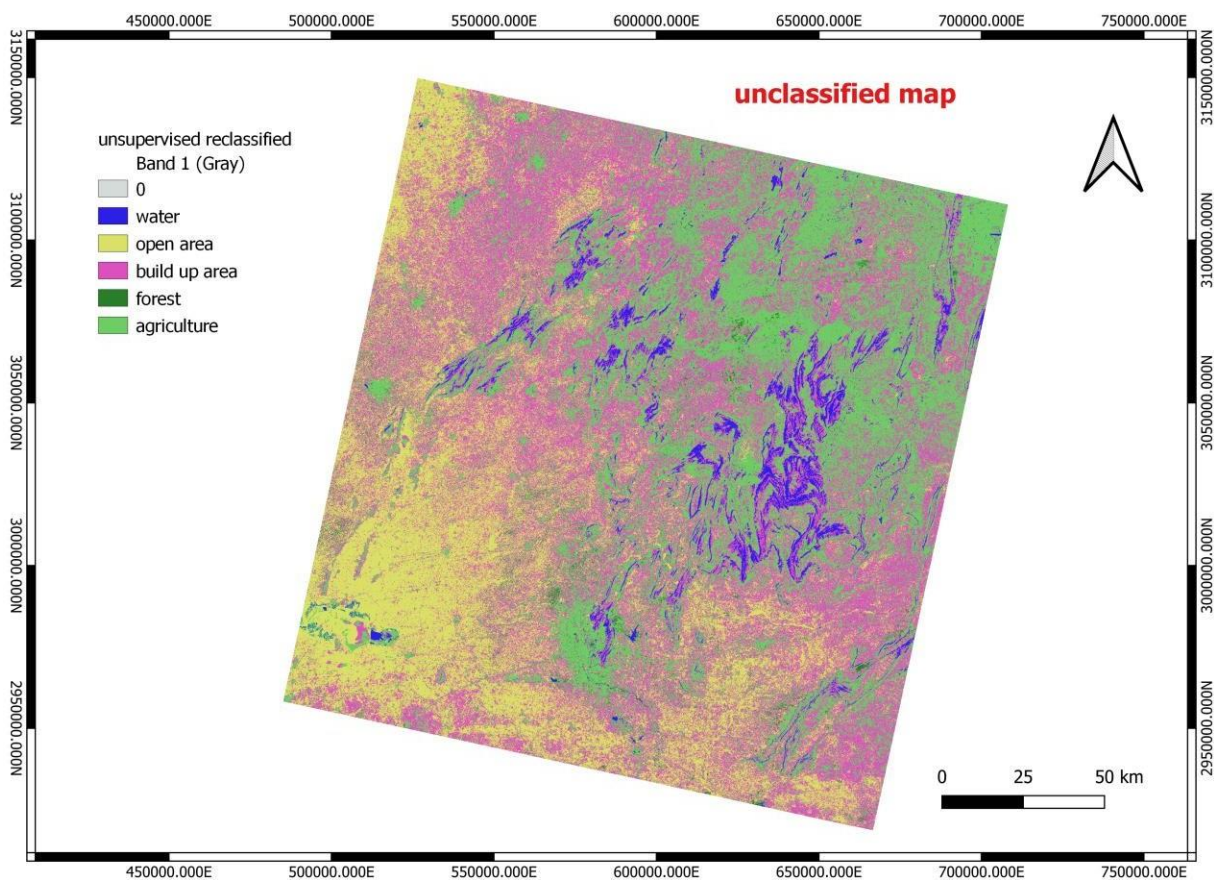 450000.000E 500000.000E 550000.000E 600000.000E 650000.000E 700000.000E 750000.000E
unclassified map
unsupervised reclassified
Band 1 (Gray)
0
water
open area
build up area
forest
agriculture
3150000.000N
3100000.000N
3050000.000N
3000000.000N
2950000.000N
3150000.000N
3100000.000N
3050000.000N
3000000.000N
2950000.000N
0 25 50 km
450000.000E 500000.000E 550000.000E 600000.000E 650000.000E 700000.000E 750000.000E